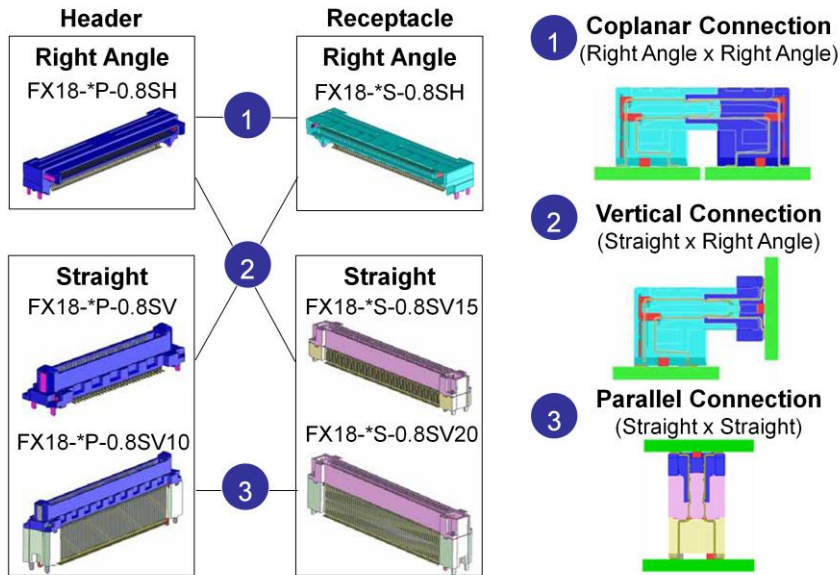 Header
Receptacle
Right Angle
FX18-*P-0.8SH
1
Right Angle
FX18-*S-0.8SH
2
Straight
FX18-*P-0.8SV
FX18-*P-0.8SV10
3
Straight
FX18-*S-0.8SV15
FX18-*S-0.8SV20
1
Coplanar Connection
(Right Angle x Right Angle)
2
Vertical Connection
(Straight x Right Angle)
3
Parallel Connection
(Straight x Straight)